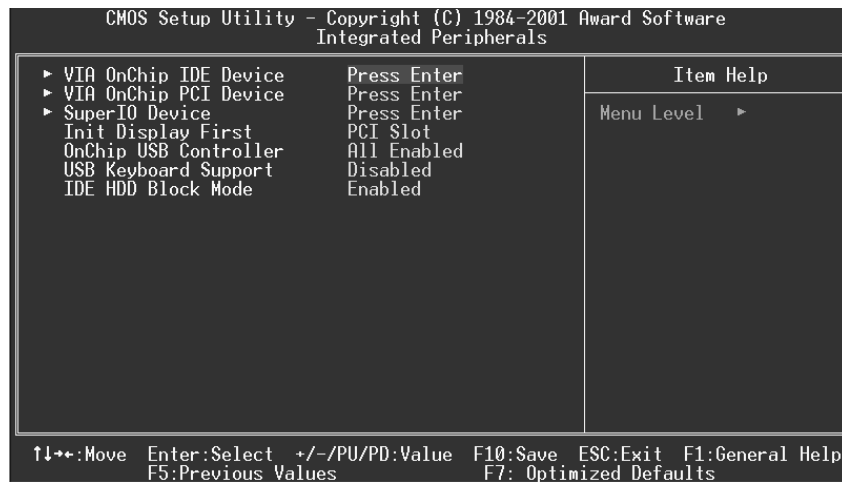 CMOS Setup Utility - Copyright (C) 1984-2001 Award Software
Integrated Peripherals
► VIA OnChip IDE Device Press Enter
► VIA OnChip PCI Device Press Enter
► SuperIO Device Press Enter
Init Display First PCI Slot
OnChip USB Controller All Enabled
USB Keyboard Support Disabled
IDE HDD Block Mode Enabled
Item Help
Menu Level ►
↑↓→←:Move Enter:Select +/-/PU/PD:Value F10:Save ESC:Exit F1:General Help
F5:Previous Values F7: Optimized Defaults